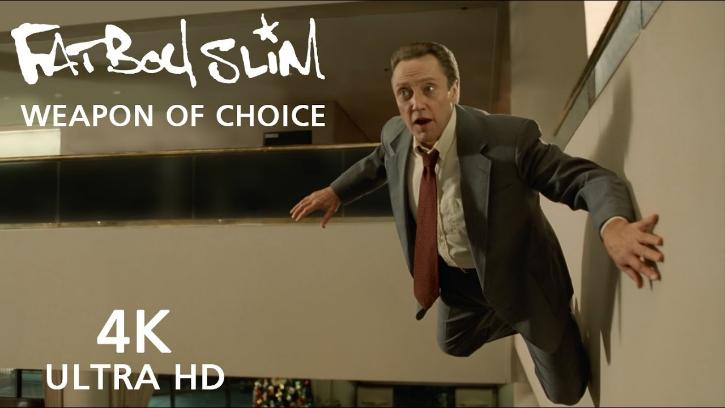 FATBOY SLIM
WEAPON OF CHOICE
4K
ULTRA HD